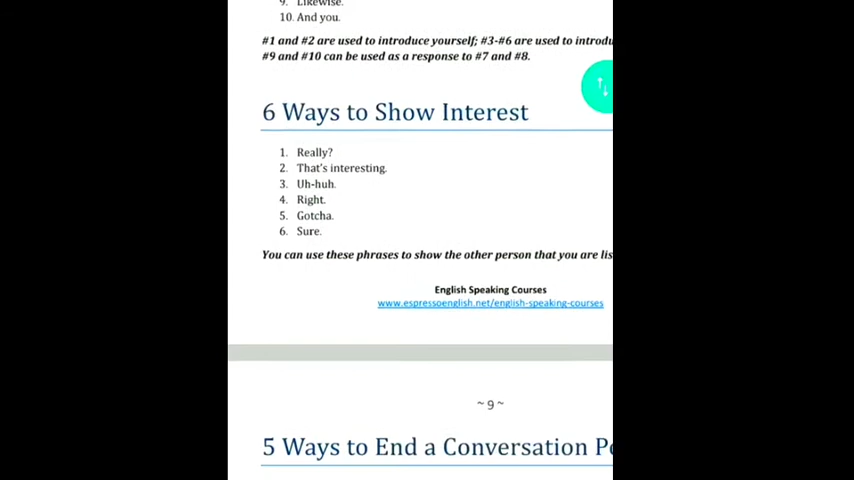 9. Likewise.
10. And you.
#1 and #2 are used to introduce yourself; #3-#6 are used to
#9 and #10 can be used as a response to #7 and #8.
6 Ways to Show Interest
1. Really?
2. That's interesting.
3. Uh-huh.
4. Right.
5. Gotcha.
6. Sure.
You can use these phrases to show the other person that you are
English Speaking Courses
www.espressoenglish.net/english-speaking-courses
~ 9 ~
5 Ways to End a Conversation